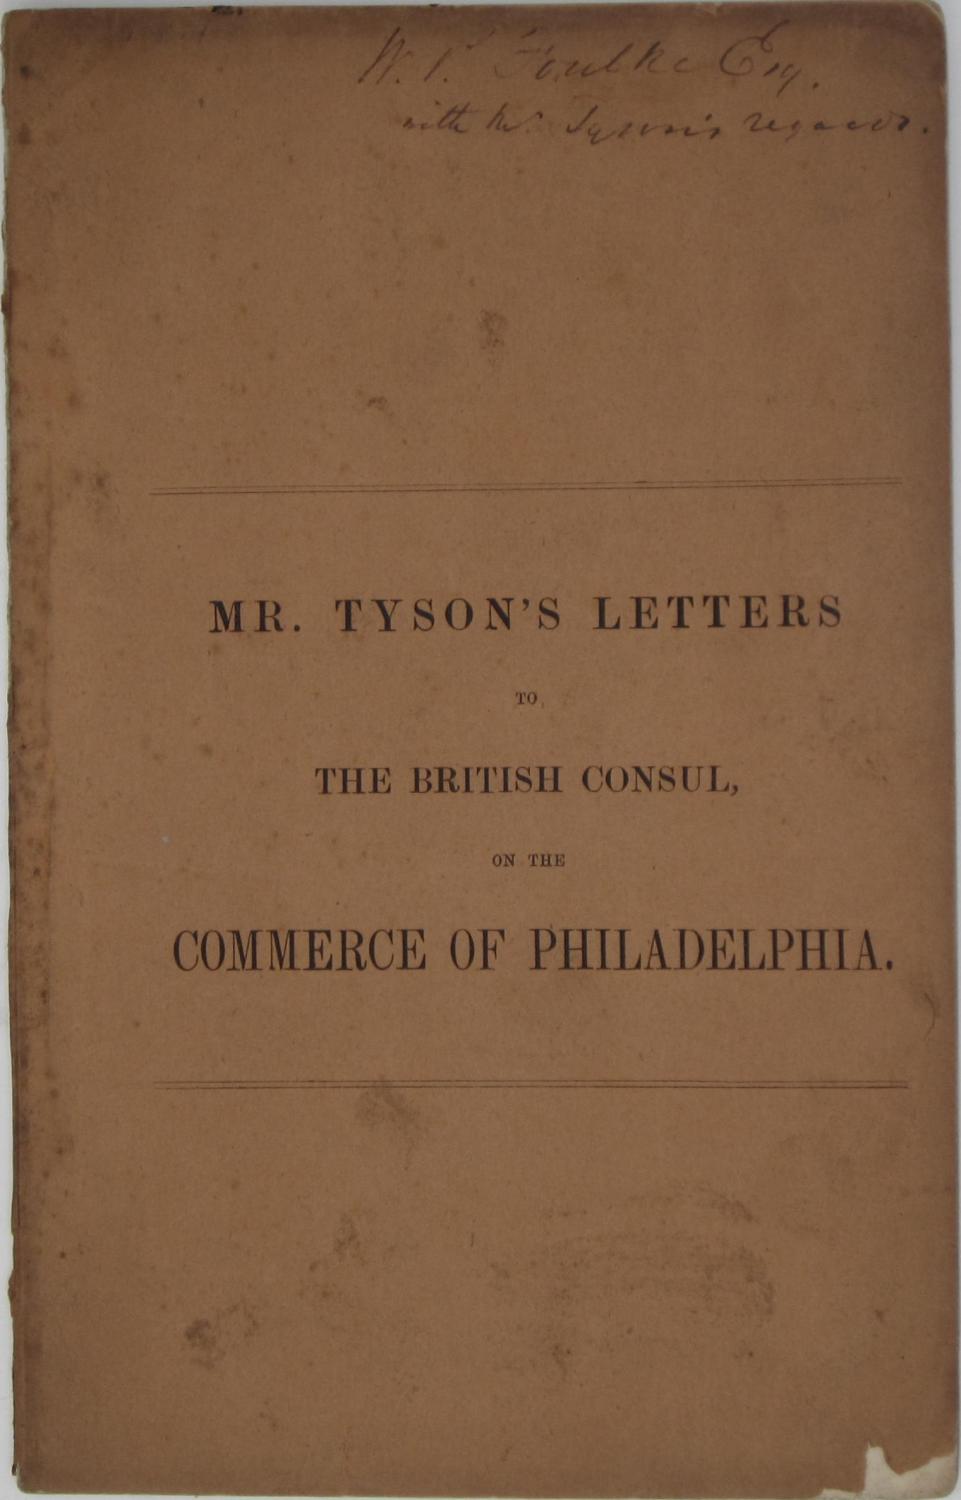 W. P. Foulke Esq.
with Mr. Tyson's regards.
MR. TYSON'S LETTERS
TO
THE BRITISH CONSUL,
ON THE
COMMERCE OF PHILADELPHIA.